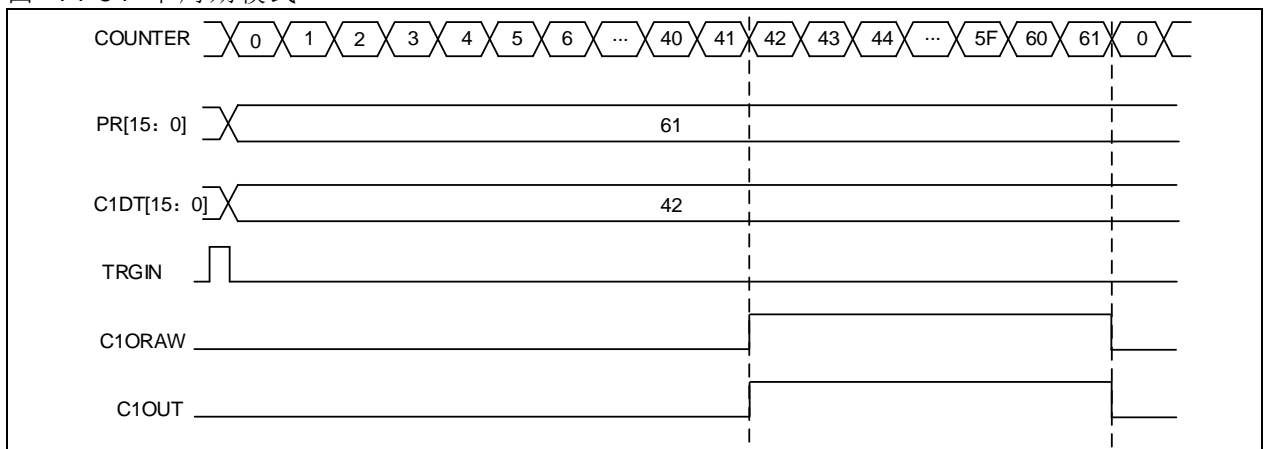 COUNTER 0 1 2 3 4 5 6 ... 40 41 42 43 44 ... 5F 60 61 0
PR[15：0] 61
C1DT[15：0] 42
TRGIN
C1ORAW
C1OUT